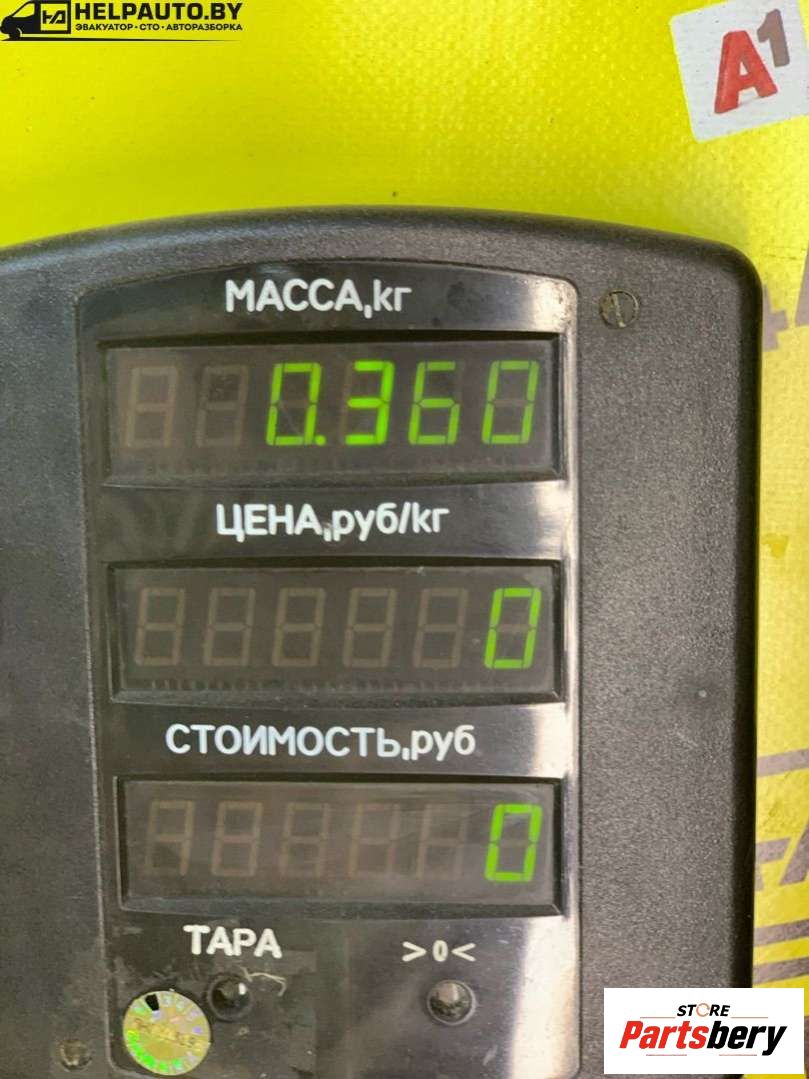 HELPAUTO.BY
ЭВАКУАТОР • СТО • АВТОРАЗБОРКА
A1
МАССА,кг
0.360
ЦЕНА,руб/кг
0
СТОИМОСТЬ,руб
0
ТАРА
>0<
STORE
Partsbery